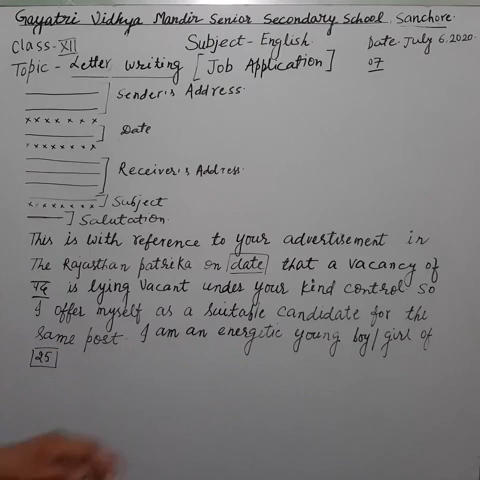 Gayatri Vidhya Mandir Senior Secondary School, Sanchore.
Class-XII Subject- English. Date. July 6.2020.
Topic - Letter writing [Job Application] 07
Sender's Address.
x x x x x x x
Date
x x x x x x x x
Receiver's Address.
x x x x x x x Subject
Salutation.
This is with reference to your advertisement in
The Rajasthan patrika on date that a vacancy of
पद is lying vacant under your kind control so
I offer myself as a suitable candidate for the
same post. I am an energetic young boy/girl of
25